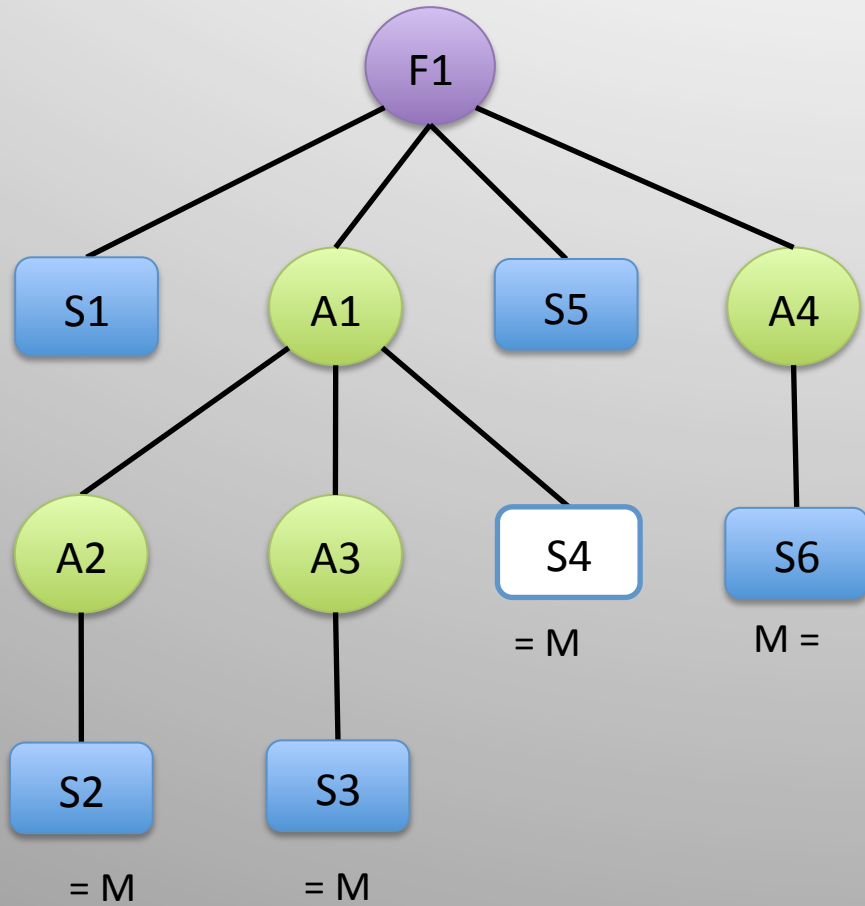 F1
S1
A1
S5
A4
A2
A3
S4
S6
= M
M =
S2
S3
= M
= M